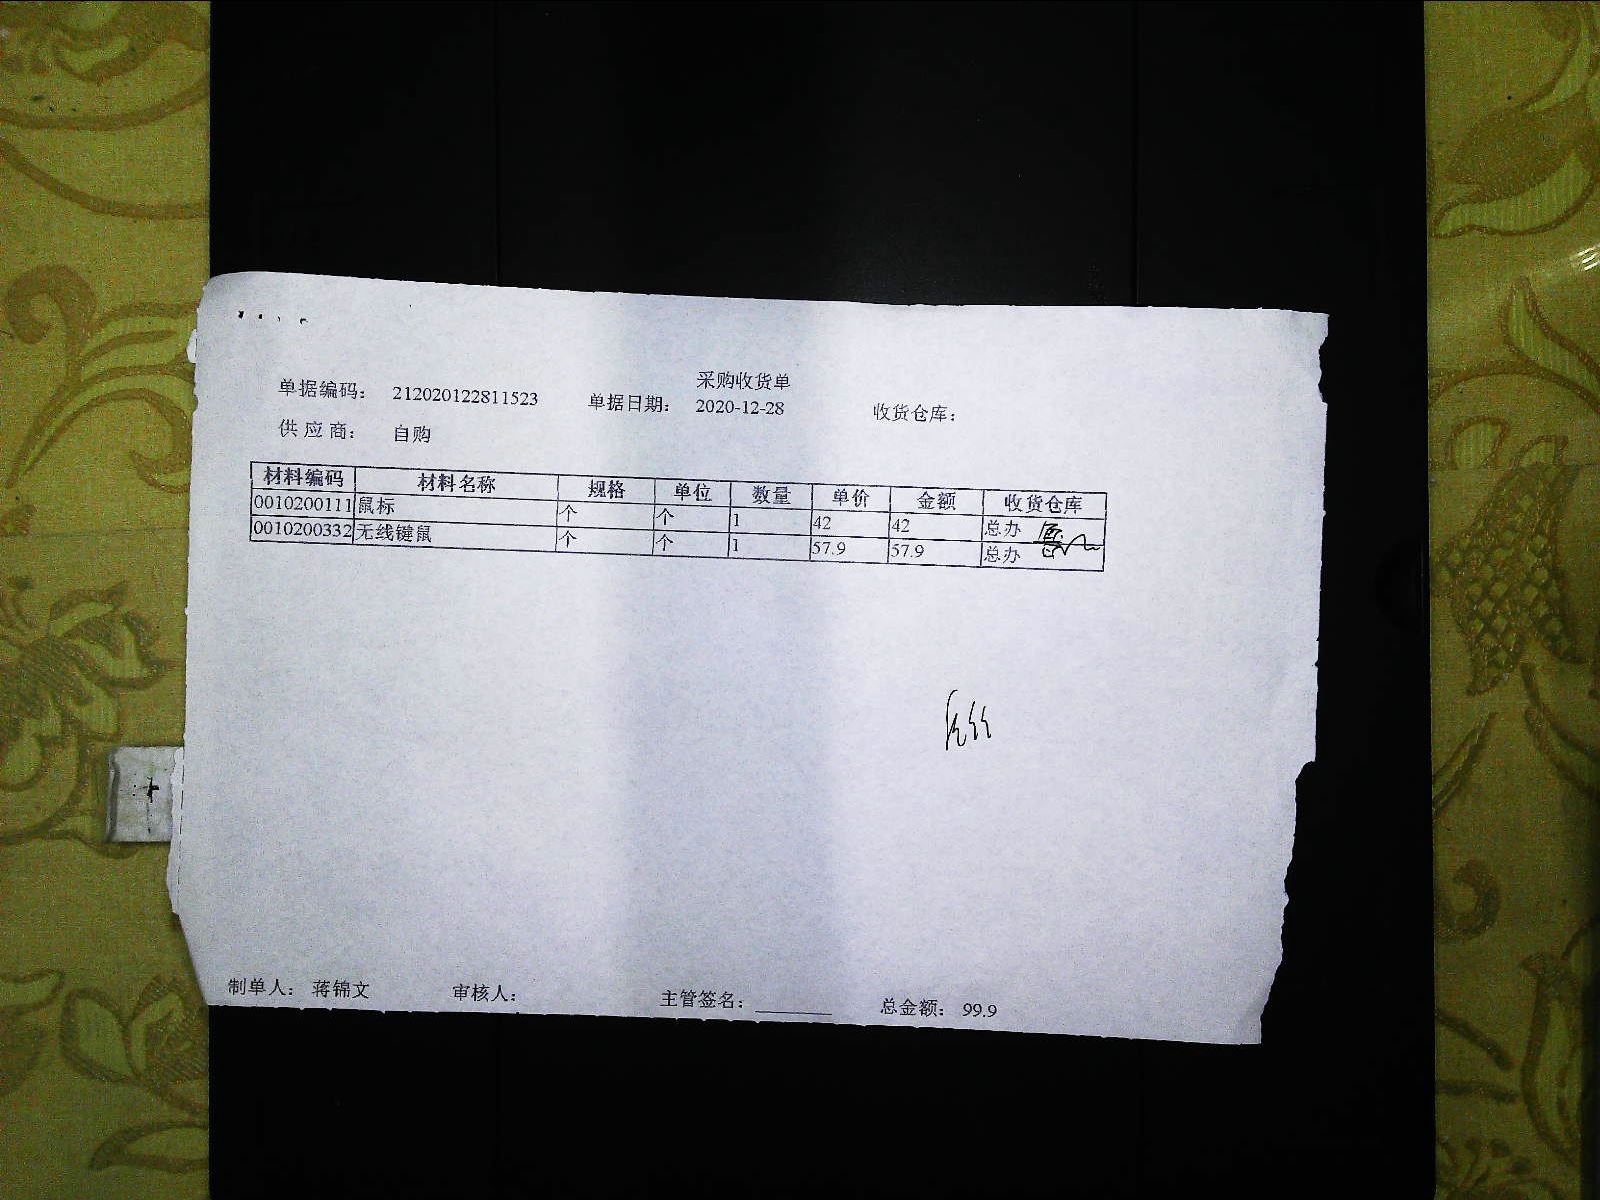 采购收货单
单据编码： 212020122811523 单据日期： 2020-12-28 收货仓库：
供 应 商： 自购
材料编码 材料名称 规格 单位 数量 单价 金额 收货仓库
0010200111 鼠标 个 个 1 42 42 总办
0010200332 无线键鼠 个 个 1 57.9 57.9 总办
制单人： 蒋锦文 审核人： 主管签名： 总金额： 99.9